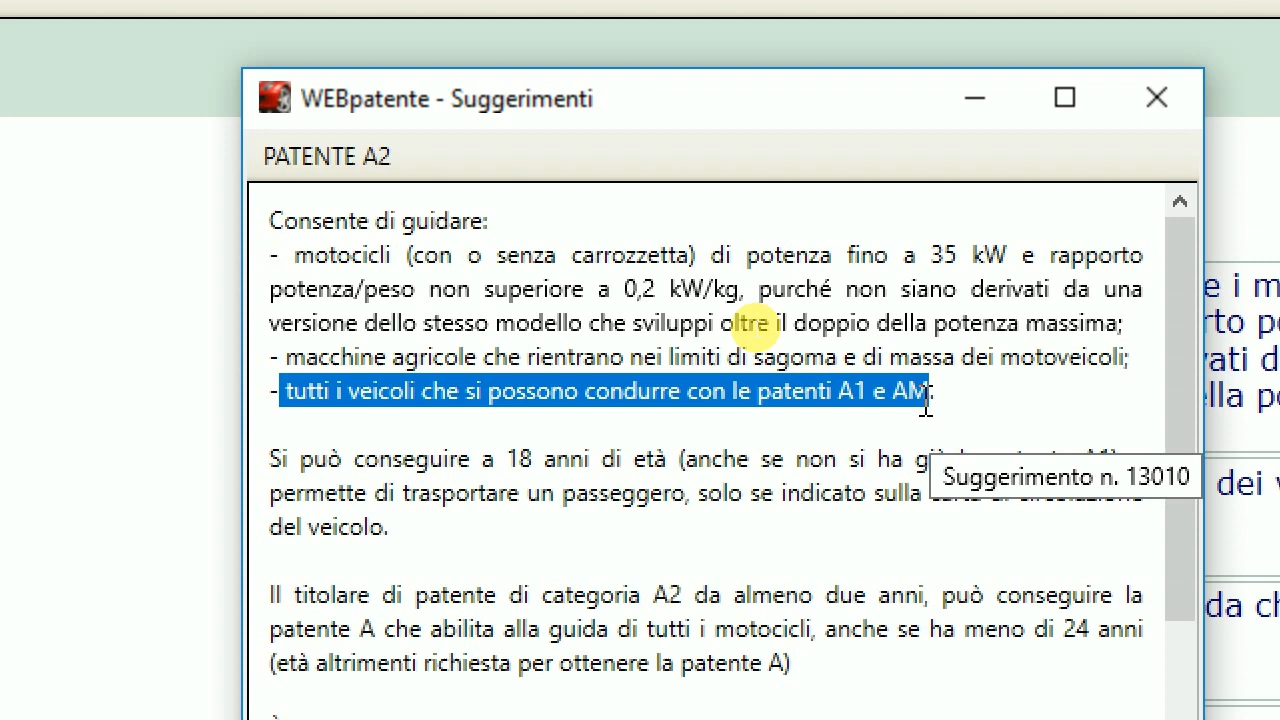 WEBpatente - Suggerimenti
PATENTE A2
Consente di guidare:
- motocicli (con o senza carrozzetta) di potenza fino a 35 kW e rapporto
potenza/peso non superiore a 0,2 kW/kg, purché non siano derivati da una
versione dello stesso modello che sviluppi oltre il doppio della potenza massima;
- macchine agricole che rientrano nei limiti di sagoma e di massa dei motoveicoli;
- tutti i veicoli che si possono condurre con le patenti A1 e AM.
Si può conseguire a 18 anni di età (anche se non si ha
Suggerimento n. 13010
permette di trasportare un passeggero, solo se indicato sulla
del veicolo.
Il titolare di patente di categoria A2 da almeno due anni, può conseguire la
patente A che abilita alla guida di tutti i motocicli, anche se ha meno di 24 anni
(età altrimenti richiesta per ottenere la patente A)
e i m
rto po
vati d
lla po
dei v
da ch